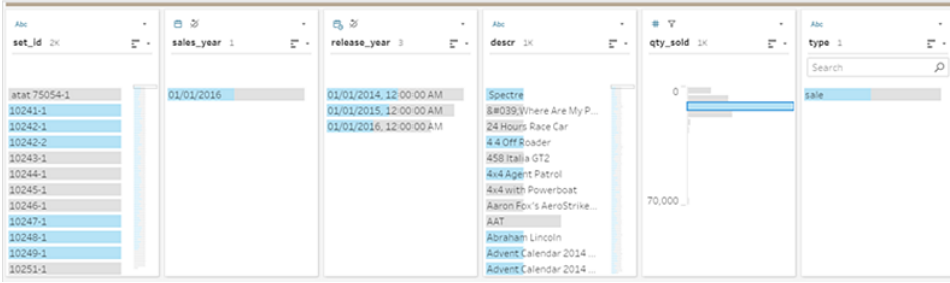 Abc
set_id 2K
atat 75054-1
10241-1
10242-1
10242-2
10243-1
10244-1
10245-1
10246-1
10247-1
10248-1
10249-1
10251-1
sales_year 1
01/01/2016
release_year 3
01/01/2014, 12:00:00 AM
01/01/2015, 12:00:00 AM
01/01/2016, 12:00:00 AM
Abc
descr 1K
Spectre
&#039;Where Are My P...
24 Hours Race Car
4 4 Off Roader
458 Italia GT2
4x4 Agent Patrol
4x4 with Powerboat
Aaron Fox's AeroStrike...
AAT
Abraham Lincoln
Advent Calendar 2014 ...
Advent Calendar 2014 ...
#
qty_sold 1K
0
70,000
Abc
type 1
Search
sale